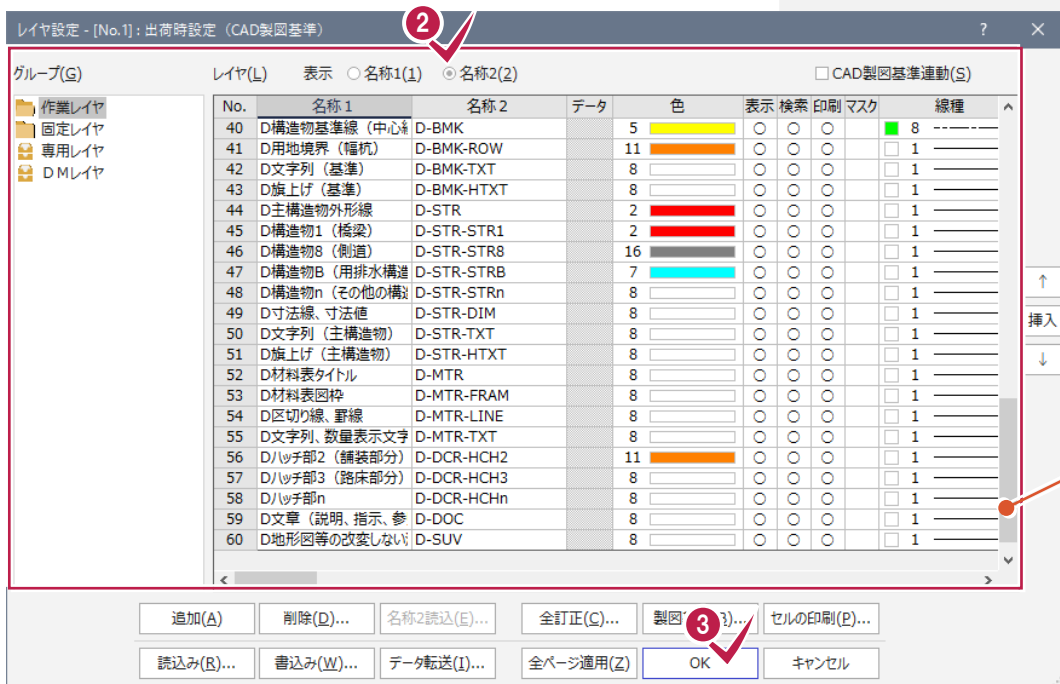 レイヤ設定 - [No.1] : 出荷時設定（CAD製図基準） ? ×
2
グループ(G) レイヤ(L) 表示 名称1(1) 名称2(2) CAD製図基準連動(S)
作業レイヤ
固定レイヤ
専用レイヤ
ＤＭレイヤ
No. 名称１ 名称２ データ 色 表示 検索 印刷 マスク 線種
40 D構造物基準線（中心 D-BMK 5 ○ ○ ○ 8
41 D用地境界（幅杭） D-BMK-ROW 11 ○ ○ ○ 1
42 D文字列（基準） D-BMK-TXT 8 ○ ○ ○ 1
43 D旗上げ（基準） D-BMK-HTXT 8 ○ ○ ○ 1
44 D主構造物外形線 D-STR 2 ○ ○ ○ 1
45 D構造物1（橋梁） D-STR-STR1 2 ○ ○ ○ 1
46 D構造物8（側道） D-STR-STR8 16 ○ ○ ○ 1
47 D構造物B（用排水構造 D-STR-STRB 7 ○ ○ ○ 1
48 D構造物n（その他の構造 D-STR-STRn 8 ○ ○ ○ 1
49 D寸法線、寸法値 D-STR-DIM 8 ○ ○ ○ 1
50 D文字列（主構造物） D-STR-TXT 8 ○ ○ ○ 1
51 D旗上げ（主構造物） D-STR-HTXT 8 ○ ○ ○ 1
52 D材料表タイトル D-MTR 8 ○ ○ ○ 1
53 D材料表図枠 D-MTR-FRAM 8 ○ ○ ○ 1
54 D区切り線、罫線 D-MTR-LINE 8 ○ ○ ○ 1
55 D文字列、数量表示文字 D-MTR-TXT 8 ○ ○ ○ 1
56 Dハッチ部2（舗装部分） D-DCR-HCH2 11 ○ ○ ○ 1
57 Dハッチ部3（路床部分） D-DCR-HCH3 8 ○ ○ ○ 1
58 Dハッチ部n D-DCR-HCHn 8 ○ ○ ○ 1
59 D文章（説明、指示、参 D-DOC 8 ○ ○ ○ 1
60 D地形図等の改変しない D-SUV 8 ○ ○ ○ 1
↑
挿入
↓
追加(A) 削除(D)... 名称2読込(E)... 全訂正(C)... 製図 ... セルの印刷(P)...
3
読込み(R)... 書込み(W)... データ転送(I)... 全ページ適用(Z) OK キャンセル